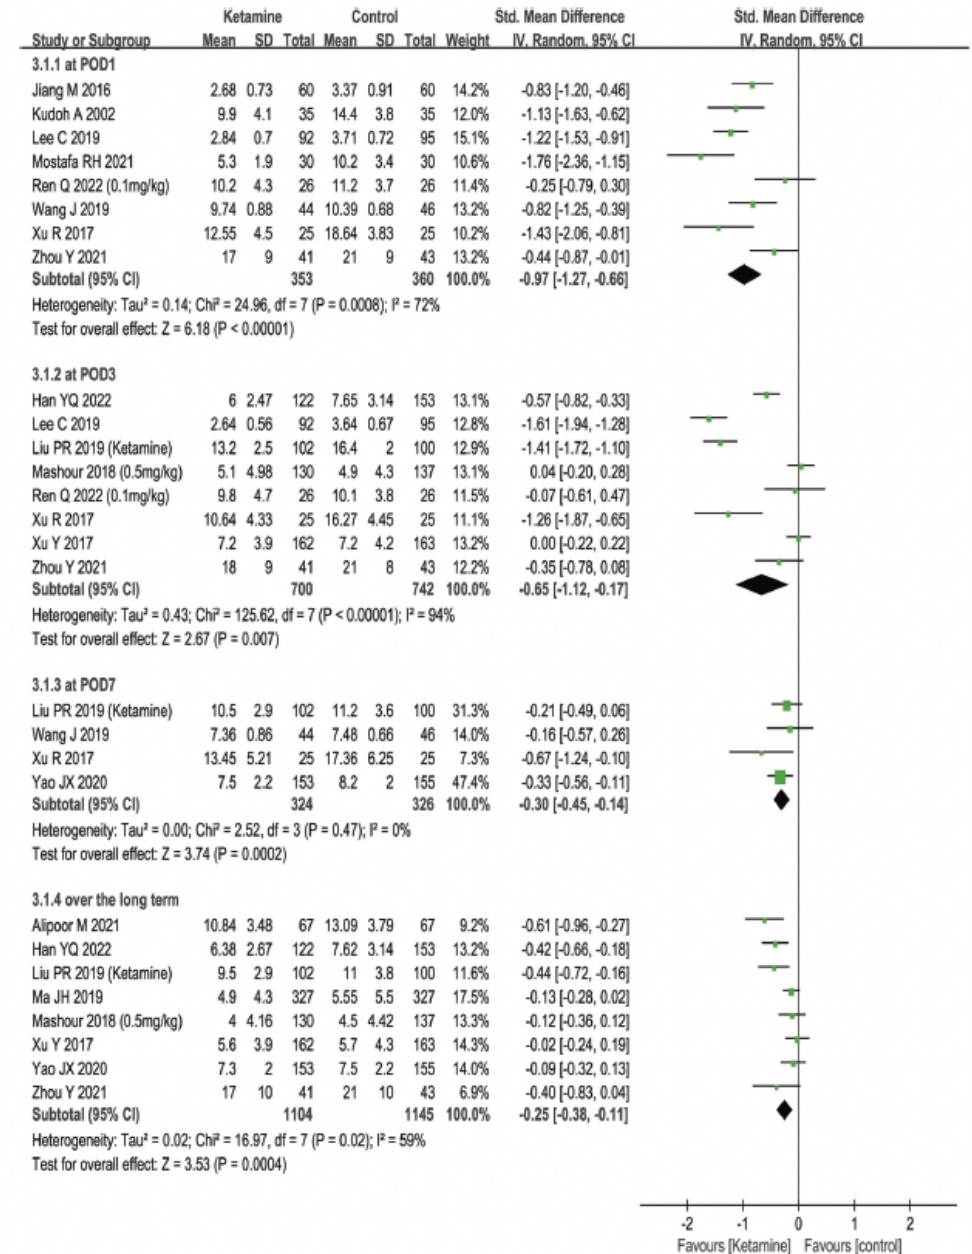 Ketamine Control Std. Mean Difference Std. Mean Difference
Study or Subgroup Mean SD Total Mean SD Total Weight IV, Random, 95% CI IV, Random, 95% CI
3.1.1 at POD1
Jiang M 2016 2.68 0.73 60 3.37 0.91 60 14.2% -0.83 [-1.20, -0.46]
Kudoh A 2002 9.9 4.1 35 14.4 3.8 35 12.0% -1.13 [-1.63, -0.62]
Lee C 2019 2.84 0.7 92 3.71 0.72 95 15.1% -1.22 [-1.53, -0.91]
Mostafa RH 2021 5.3 1.9 30 10.2 3.4 30 10.6% -1.76 [-2.36, -1.15]
Ren Q 2022 (0.1mg/kg) 10.2 4.3 26 11.2 3.7 26 11.4% -0.25 [-0.79, 0.30]
Wang J 2019 9.74 0.88 44 10.39 0.68 46 13.2% -0.82 [-1.25, -0.39]
Xu R 2017 12.55 4.5 25 18.64 3.83 25 10.2% -1.43 [-2.06, -0.81]
Zhou Y 2021 17 9 41 21 9 43 13.2% -0.44 [-0.87, -0.01]
Subtotal (95% CI) 353 360 100.0% -0.97 [-1.27, -0.66]
Heterogeneity: Tau² = 0.14; Chi² = 24.96, df = 7 (P = 0.0008); I² = 72%
Test for overall effect: Z = 6.18 (P < 0.00001)
3.1.2 at POD3
Han YQ 2022 6 2.47 122 7.65 3.14 153 13.1% -0.57 [-0.82, -0.33]
Lee C 2019 2.64 0.56 92 3.64 0.67 95 12.8% -1.61 [-1.94, -1.28]
Liu PR 2019 (Ketamine) 13.2 2.5 102 16.4 2 100 12.9% -1.41 [-1.72, -1.10]
Mashour 2018 (0.5mg/kg) 5.1 4.98 130 4.9 4.3 137 13.1% 0.04 [-0.20, 0.28]
Ren Q 2022 (0.1mg/kg) 9.8 4.7 26 10.1 3.8 26 11.5% -0.07 [-0.61, 0.47]
Xu R 2017 10.64 4.33 25 16.27 4.45 25 11.1% -1.26 [-1.87, -0.65]
Xu Y 2017 7.2 3.9 162 7.2 4.2 163 13.2% 0.00 [-0.22, 0.22]
Zhou Y 2021 18 9 41 21 8 43 12.2% -0.35 [-0.78, 0.08]
Subtotal (95% CI) 700 742 100.0% -0.65 [-1.12, -0.17]
Heterogeneity: Tau² = 0.43; Chi² = 125.62, df = 7 (P < 0.00001); I² = 94%
Test for overall effect: Z = 2.67 (P = 0.007)
3.1.3 at POD7
Liu PR 2019 (Ketamine) 10.5 2.9 102 11.2 3.6 100 31.3% -0.21 [-0.49, 0.06]
Wang J 2019 7.36 0.86 44 7.48 0.66 46 14.0% -0.16 [-0.57, 0.26]
Xu R 2017 13.45 5.21 25 17.36 6.25 25 7.3% -0.67 [-1.24, -0.10]
Yao JX 2020 7.5 2.2 153 8.2 2 155 47.4% -0.33 [-0.56, -0.11]
Subtotal (95% CI) 324 326 100.0% -0.30 [-0.45, -0.14]
Heterogeneity: Tau² = 0.00; Chi² = 2.52, df = 3 (P = 0.47); I² = 0%
Test for overall effect: Z = 3.74 (P = 0.0002)
3.1.4 over the long term
Alipoor M 2021 10.84 3.48 67 13.09 3.79 67 9.2% -0.61 [-0.96, -0.27]
Han YQ 2022 6.38 2.67 122 7.62 3.14 153 13.2% -0.42 [-0.66, -0.18]
Liu PR 2019 (Ketamine) 9.5 2.9 102 11 3.8 100 11.6% -0.44 [-0.72, -0.16]
Ma JH 2019 4.9 4.3 327 5.55 5.5 327 17.5% -0.13 [-0.28, 0.02]
Mashour 2018 (0.5mg/kg) 4 4.16 130 4.5 4.42 137 13.3% -0.12 [-0.36, 0.12]
Xu Y 2017 5.6 3.9 162 5.7 4.3 163 14.3% -0.02 [-0.24, 0.19]
Yao JX 2020 7.3 2 153 7.5 2.2 155 14.0% -0.09 [-0.32, 0.13]
Zhou Y 2021 17 10 41 21 10 43 6.9% -0.40 [-0.83, 0.04]
Subtotal (95% CI) 1104 1145 100.0% -0.25 [-0.38, -0.11]
Heterogeneity: Tau² = 0.02; Chi² = 16.97, df = 7 (P = 0.02); I² = 59%
Test for overall effect: Z = 3.53 (P = 0.0004)
-2 -1 0 1 2
Favours [Ketamine] Favours [control]